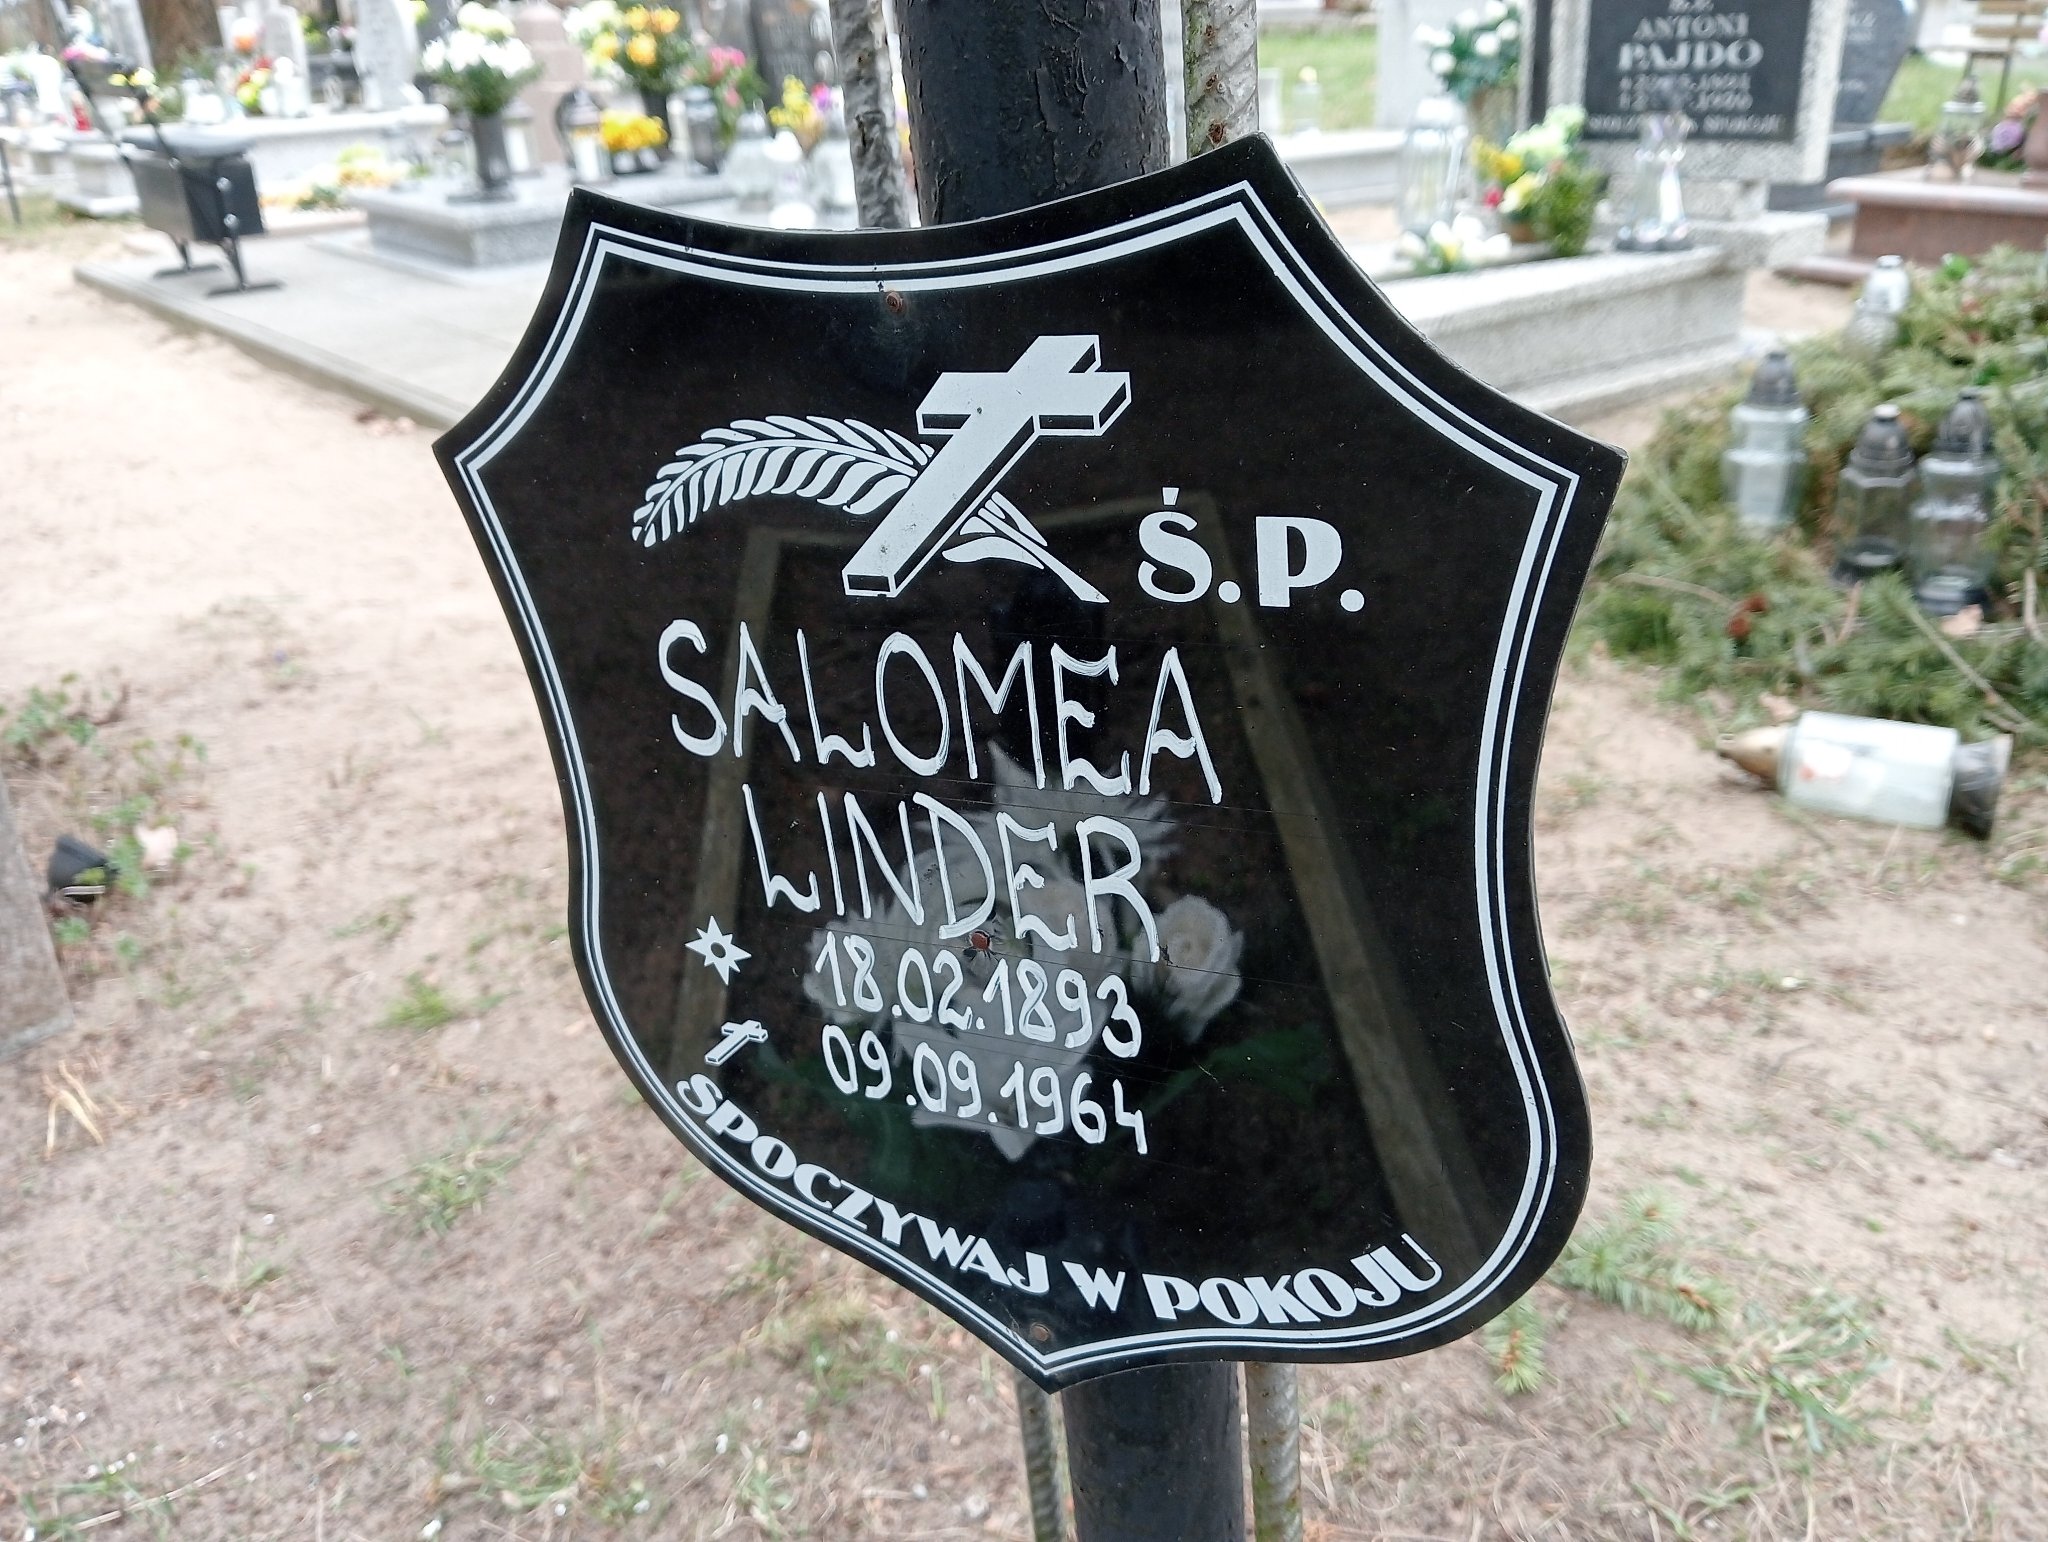 ANTONI
PAJDO
Ś.P.
SALOMEA
LINDER
18.02.1893
09.09.1964
SPOCZYWAJ W POKOJU